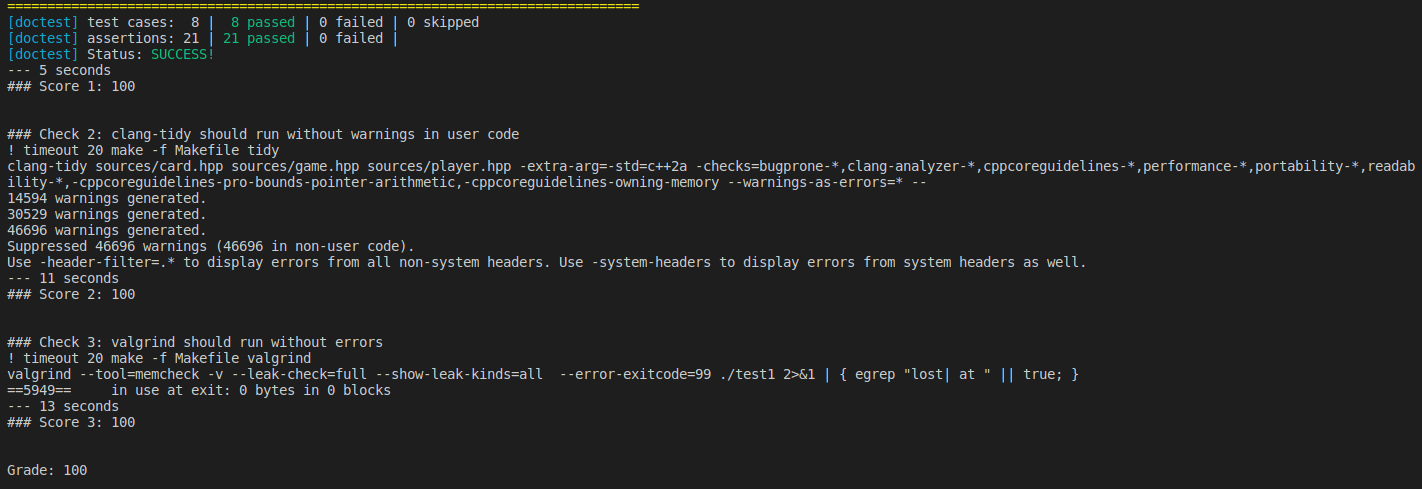 ===============================================================================
[doctest] test cases:  8 |  8 passed | 0 failed | 0 skipped
[doctest] assertions: 21 | 21 passed | 0 failed |
[doctest] Status: SUCCESS!
--- 5 seconds
### Score 1: 100
### Check 2: clang-tidy should run without warnings in user code
! timeout 20 make -f Makefile tidy
clang-tidy sources/card.hpp sources/game.hpp sources/player.hpp -extra-arg=-std=c++2a -checks=bugprone-*,clang-analyzer-*,cppcoreguidelines-*,performance-*,portability-*,readab
ility-*,-cppcoreguidelines-pro-bounds-pointer-arithmetic,-cppcoreguidelines-owning-memory --warnings-as-errors=* --
14594 warnings generated.
30529 warnings generated.
46696 warnings generated.
Suppressed 46696 warnings (46696 in non-user code).
Use -header-filter=.* to display errors from all non-system headers. Use -system-headers to display errors from system headers as well.
--- 11 seconds
### Score 2: 100
### Check 3: valgrind should run without errors
! timeout 20 make -f Makefile valgrind
valgrind --tool=memcheck -v --leak-check=full --show-leak-kinds=all  --error-exitcode=99 ./test1 2>&1 | { egrep "lost| at " || true; }
==5949==     in use at exit: 0 bytes in 0 blocks
--- 13 seconds
### Score 3: 100
Grade: 100